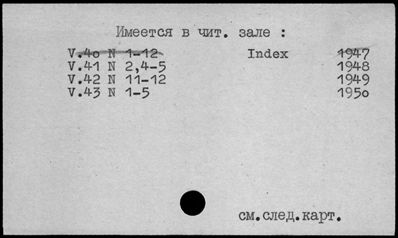 Имеется в чит. зале :
V.40 N 1-12 Index 1947
V.41 N 2,4-5 1948
V.42 N 11-12 1949
V.43 N 1-5 1950
см.след.карт.